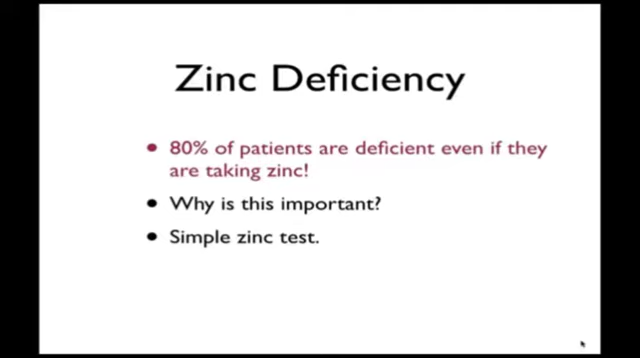 Zinc Deficiency
• 80% of patients are deficient even if they
are taking zinc!
• Why is this important?
• Simple zinc test.